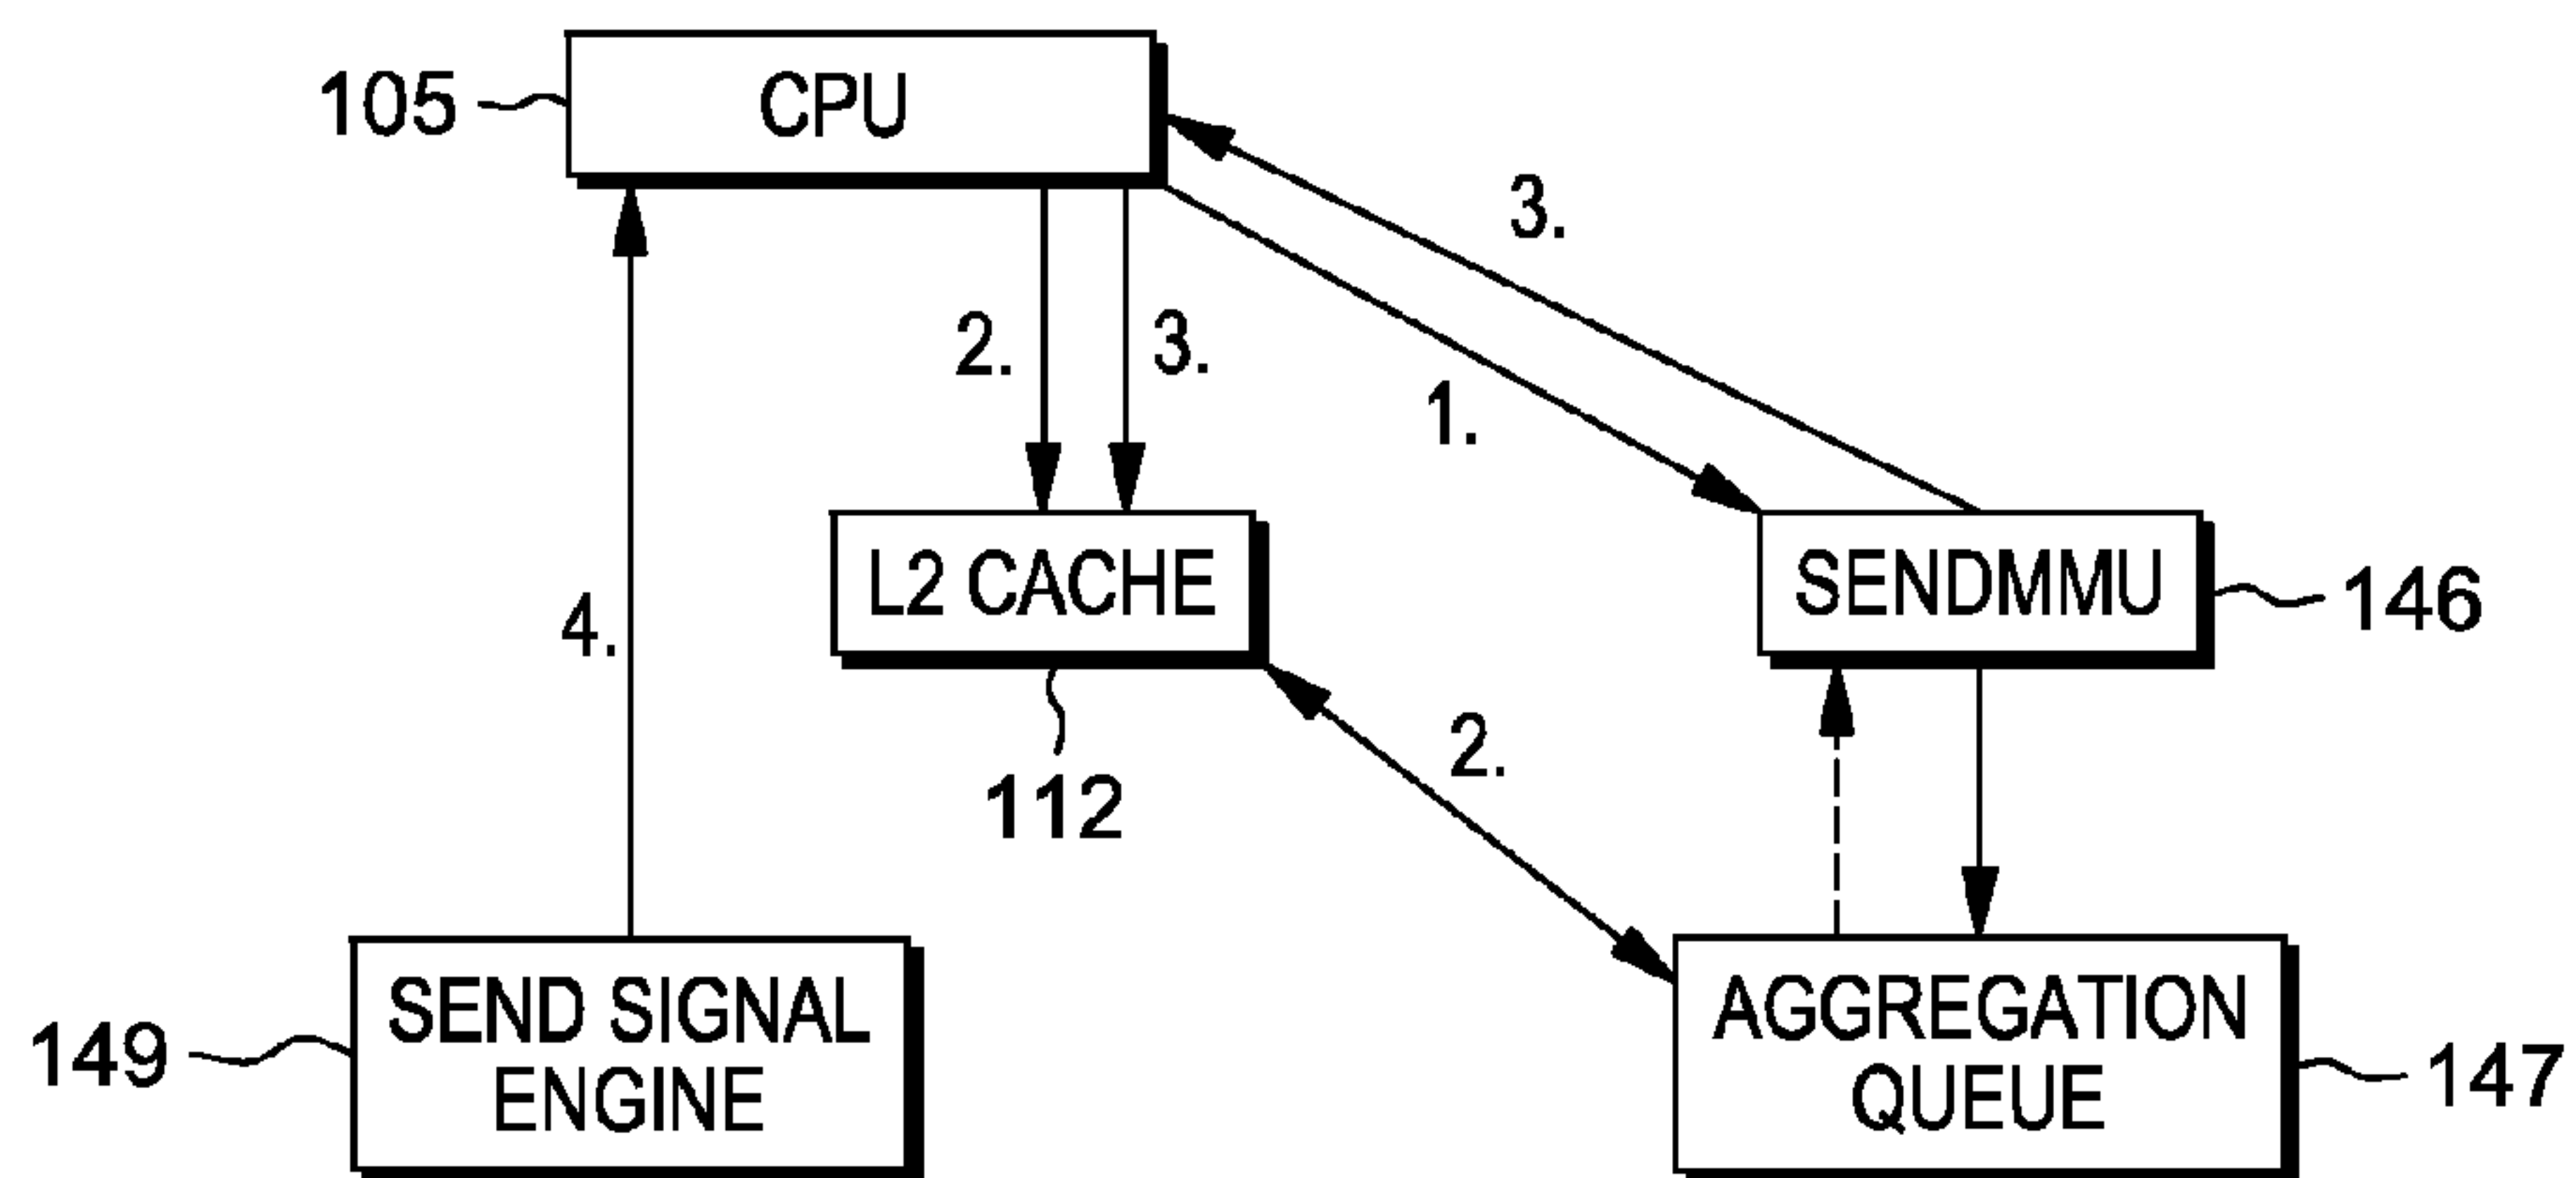 105
CPU
3.
2.
3.
1.
4.
L2 CACHE
SENDMMU
146
112
2.
149
SEND SIGNAL
ENGINE
AGGREGATION
QUEUE
147